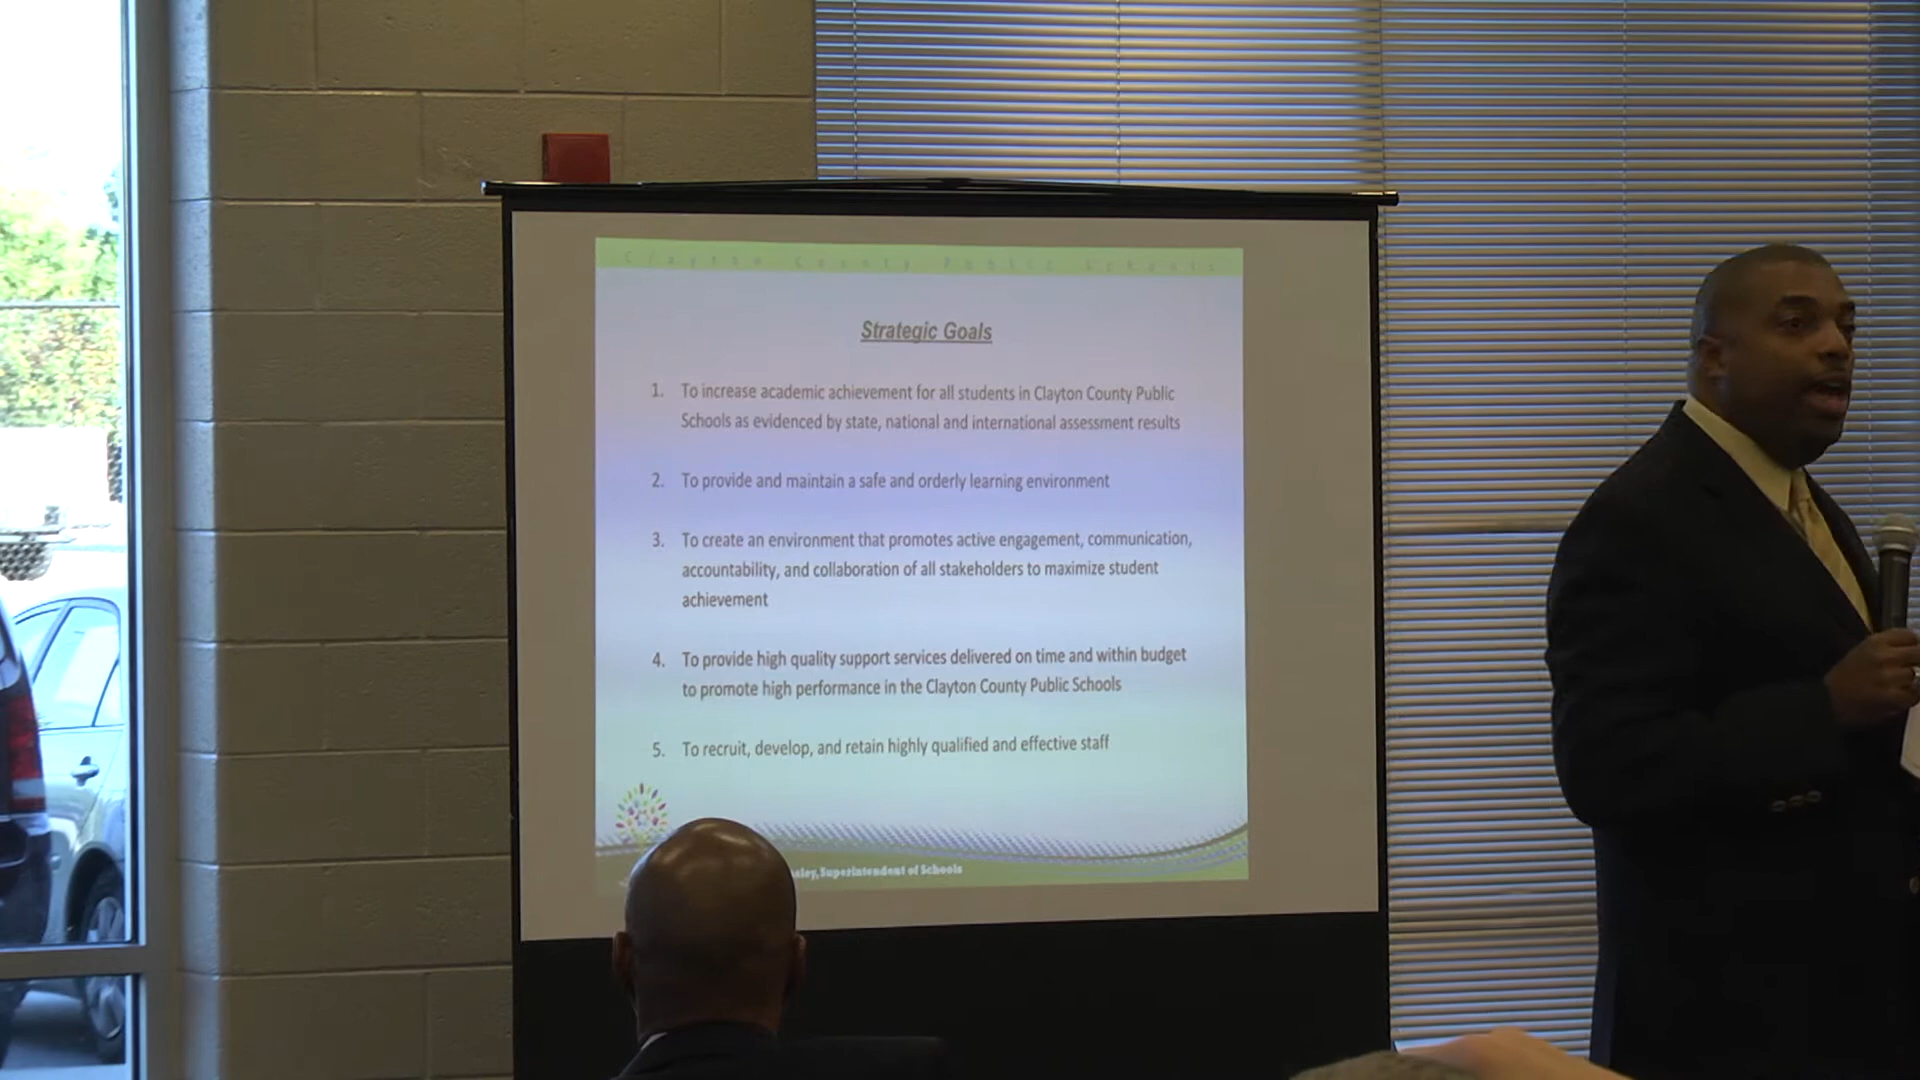 Clayton County Public Schools
Strategic Goals
1. To increase academic achievement for all students in Clayton County Public
Schools as evidenced by state, national and international assessment results
2. To provide and maintain a safe and orderly learning environment
3. To create an environment that promotes active engagement, communication,
accountability, and collaboration of all stakeholders to maximize student
achievement
4. To provide high quality support services delivered on time and within budget
to promote high performance in the Clayton County Public Schools
5. To recruit, develop, and retain highly qualified and effective staff
Superintendent of Schools